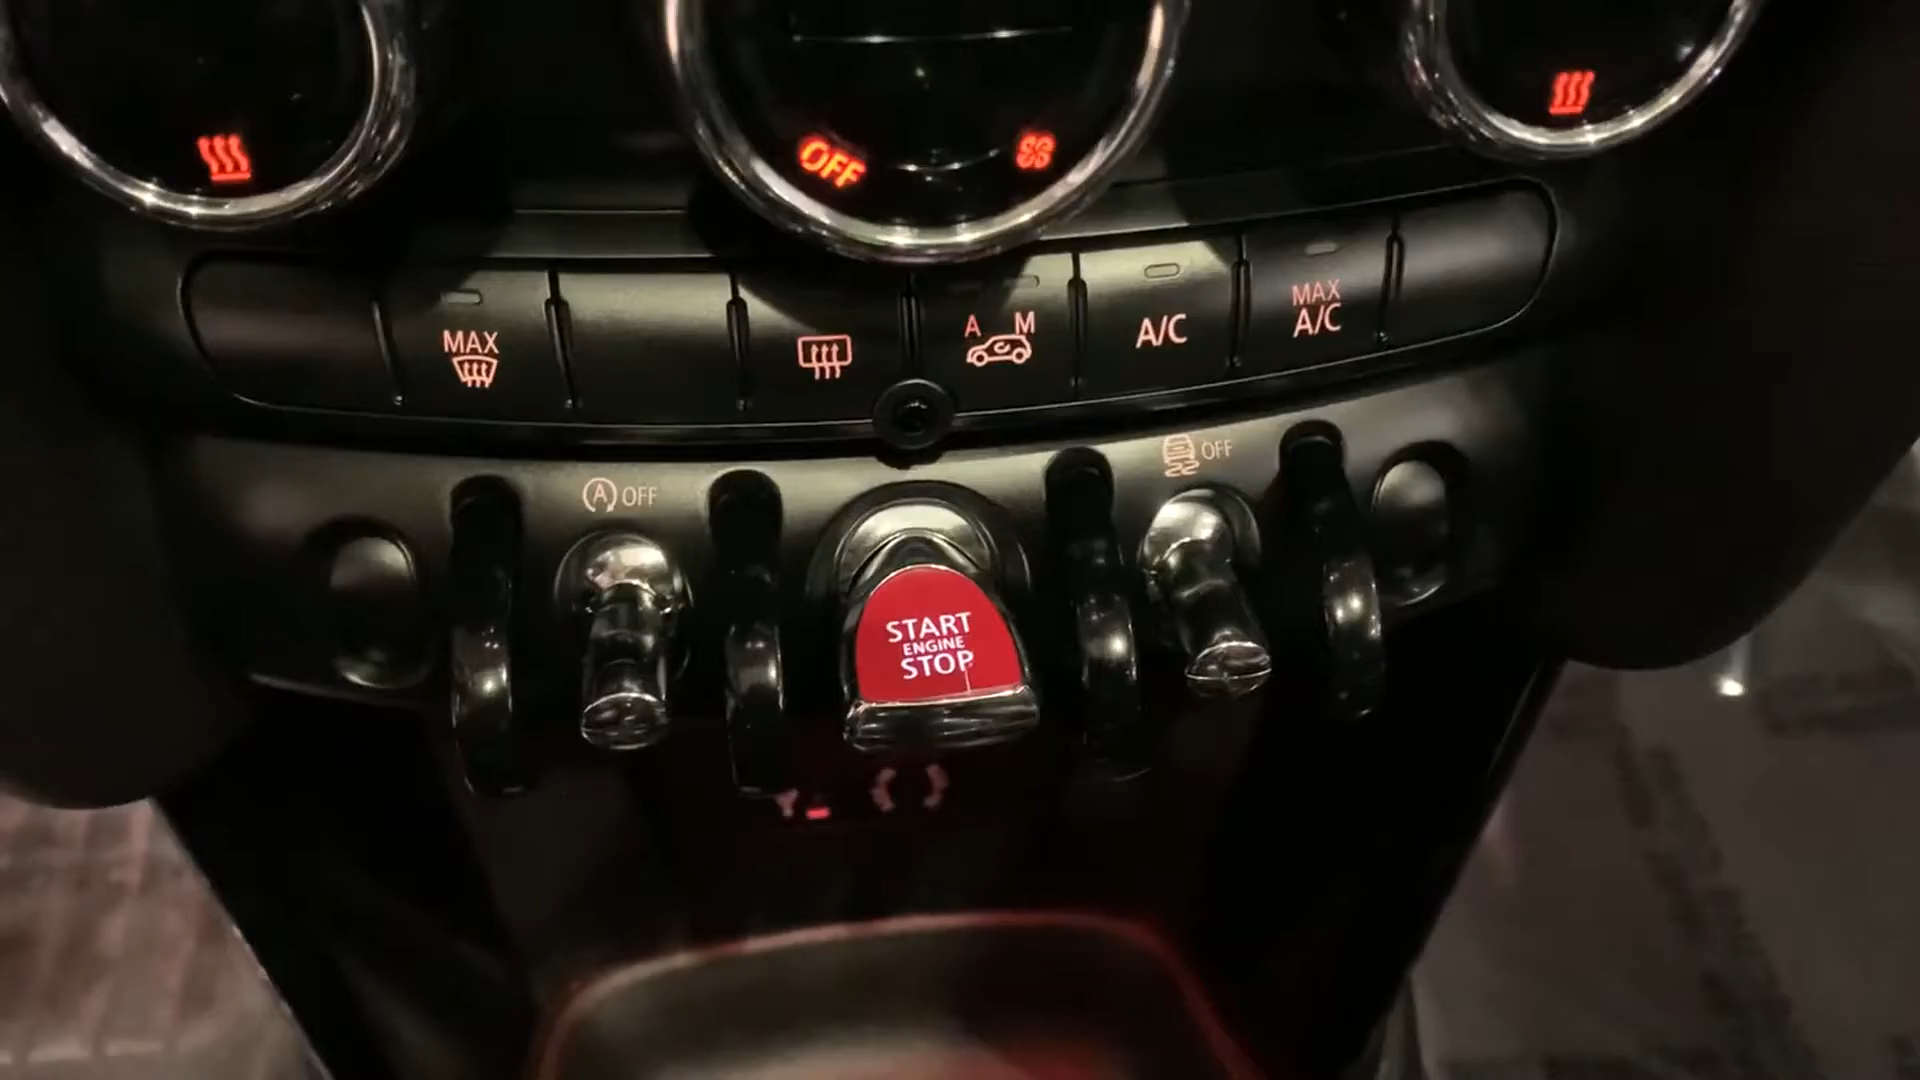 OFF
MAX
A M
A/C
MAX
A/C
A OFF
OFF
START
ENGINE
STOP